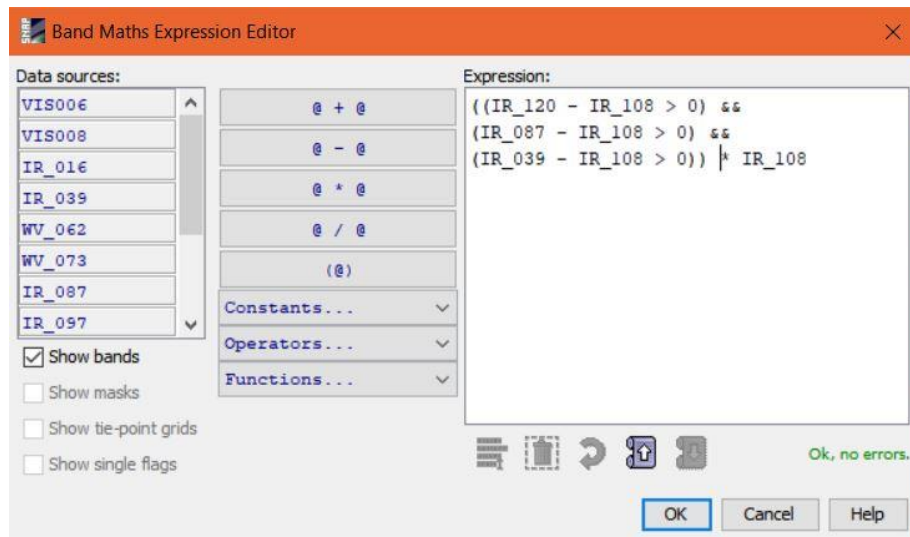 SNAP Band Maths Expression Editor
Data sources:
VIS006
VIS008
IR_016
IR_039
WV_062
WV_073
IR_087
IR_097
Show bands
Show masks
Show tie-point grids
Show single flags
@ + @
@ - @
@ * @
@ / @
(@)
Constants...
Operators...
Functions...
Expression:
((IR_120 - IR_108 > 0) &&
(IR_087 - IR_108 > 0) &&
(IR_039 - IR_108 > 0)) * IR_108
Ok, no errors.
OK
Cancel
Help